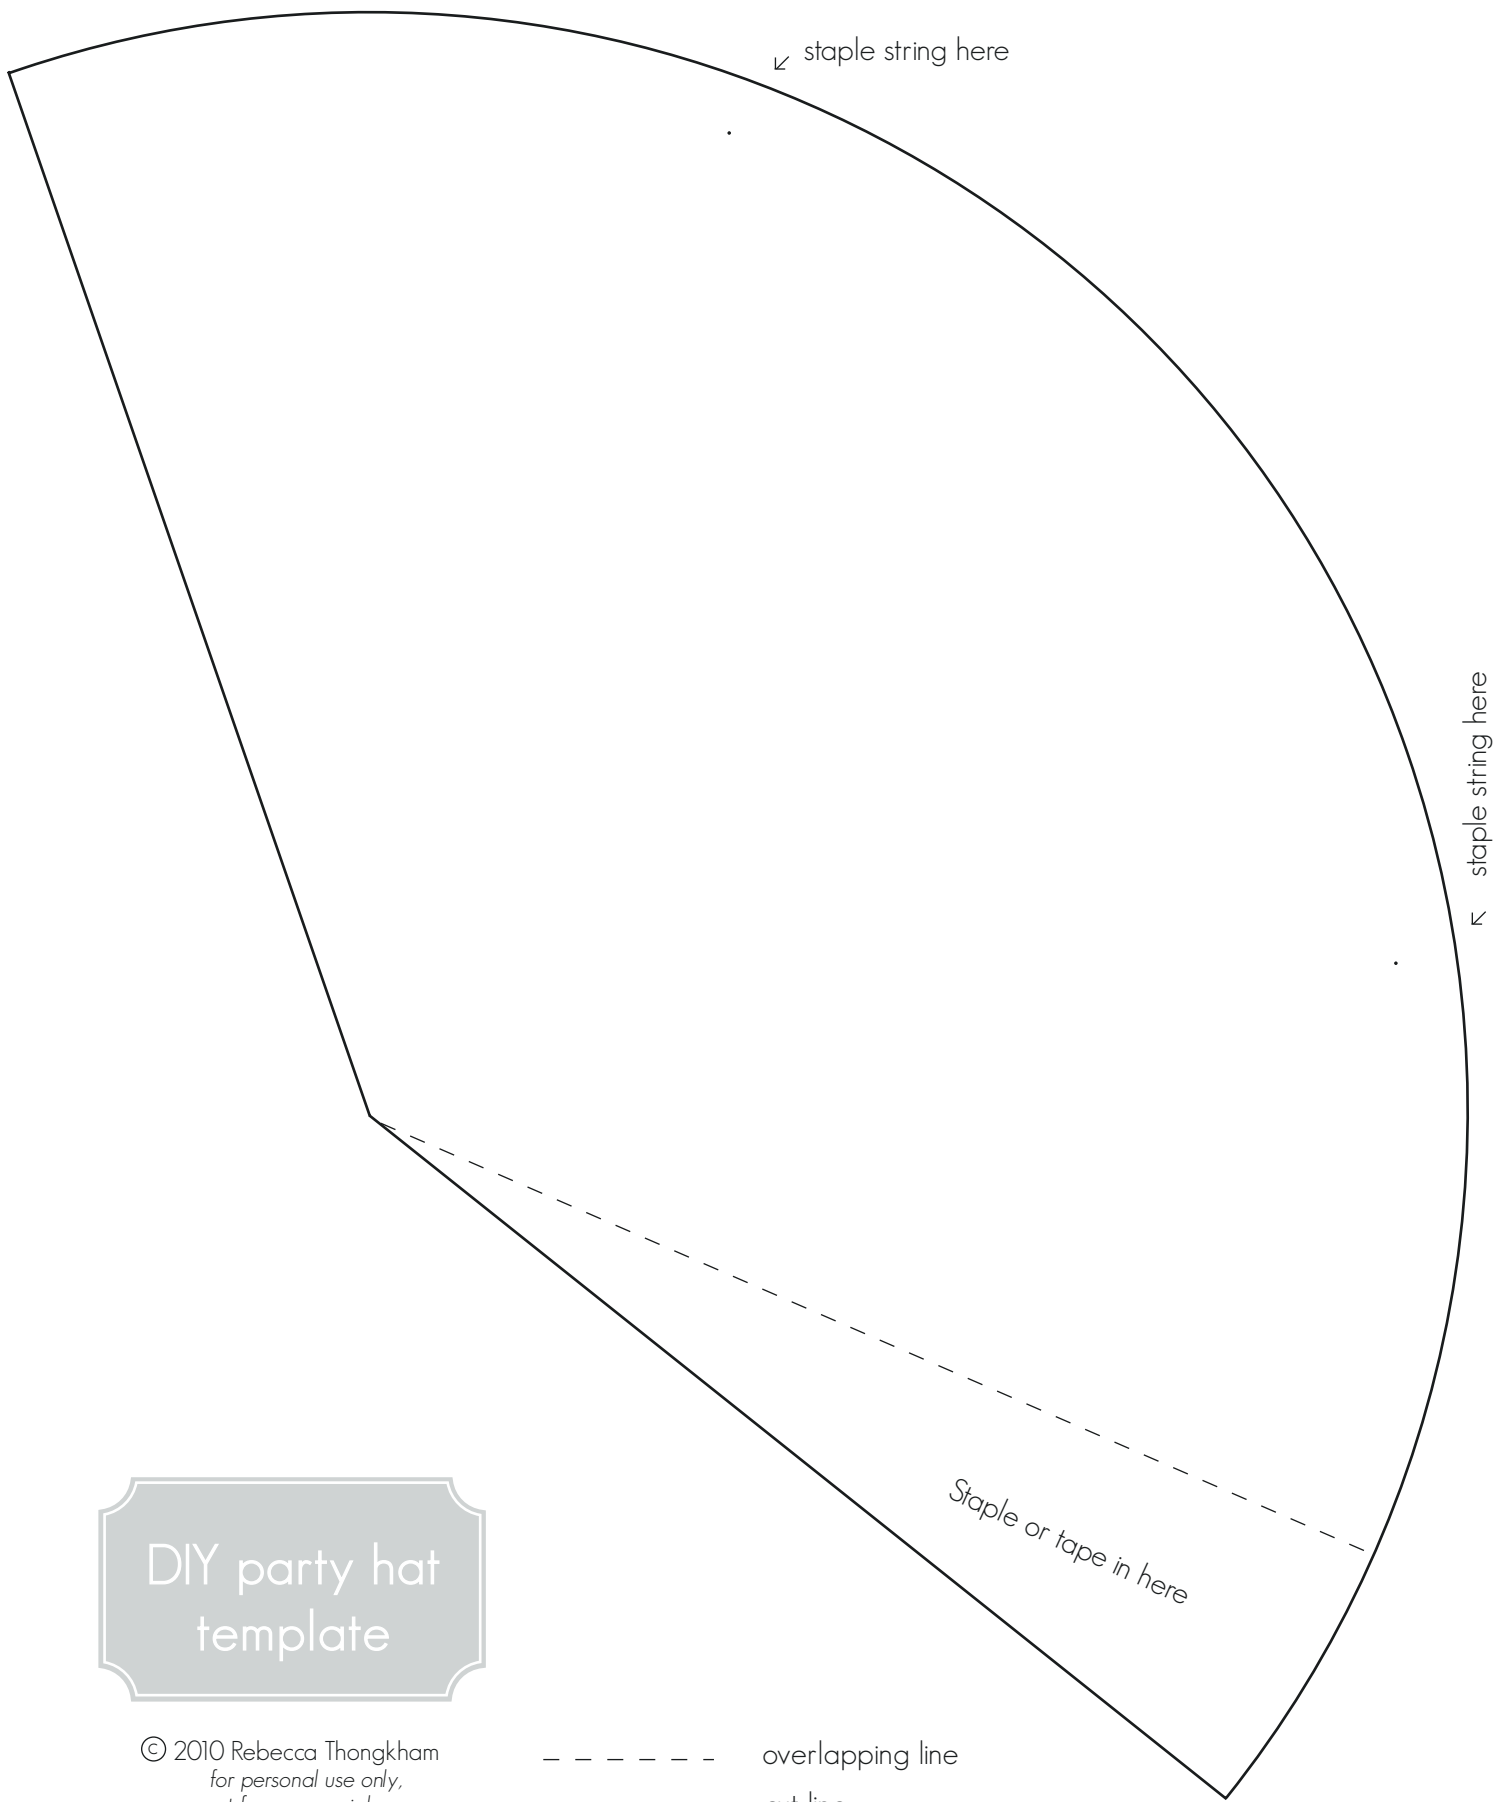 staple string here
staple string here
Staple or tape in here
DIY party hat
template
© 2010 Rebecca Thongkham
for personal use only,
overlapping line